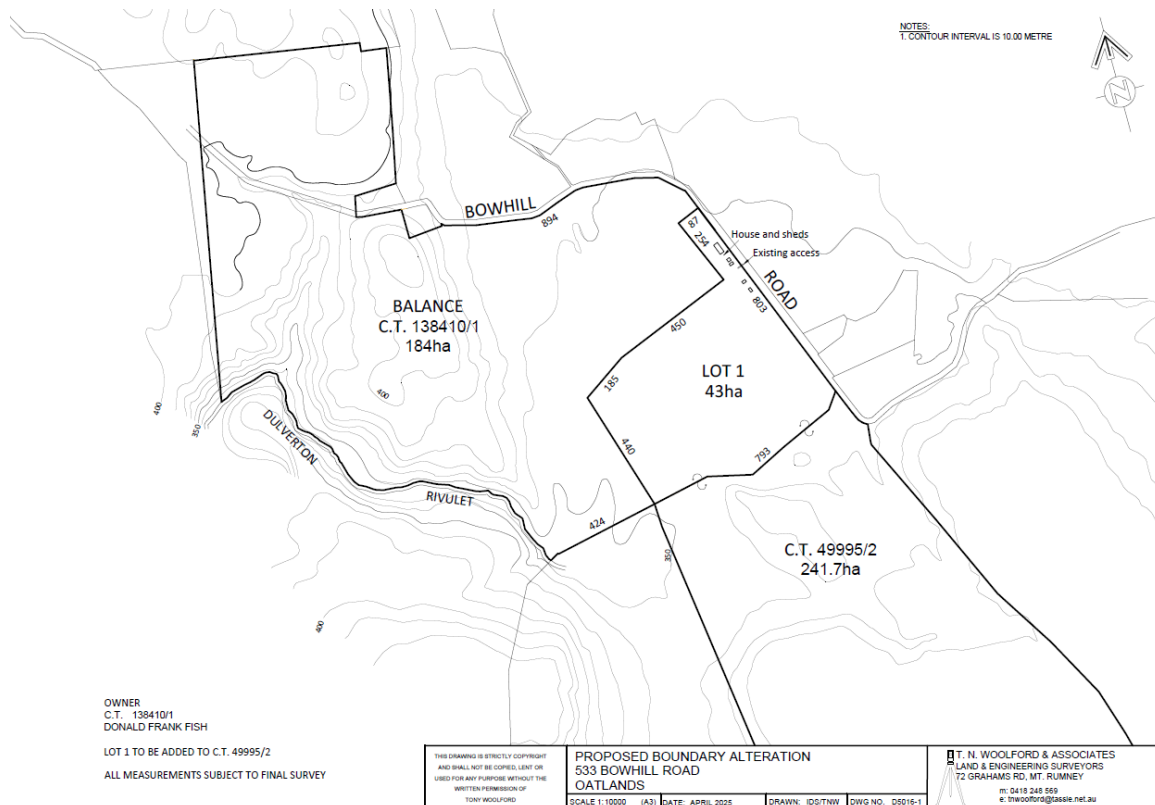 NOTES:
1. CONTOUR INTERVAL IS 10.00 METRE
N
BOWHILL
894
87
254
House and sheds
Existing access
ROAD
803
BALANCE
C.T. 138410/1
184ha
450
LOT 1
43ha
185
400
400
350
440
793
DULVERTON
RIVULET
424
350
C.T. 49995/2
241.7ha
400
OWNER
C.T. 138410/1
DONALD FRANK FISH
LOT 1 TO BE ADDED TO C.T. 49995/2
ALL MEASUREMENTS SUBJECT TO FINAL SURVEY
THIS DRAWING IS STRICTLY COPYRIGHT
AND SHALL NOT BE COPIED, LENT OR
USED FOR ANY PURPOSE WITHOUT THE
WRITTEN PERMISSION OF
TONY WOOLFORD
PROPOSED BOUNDARY ALTERATION
533 BOWHILL ROAD
OATLANDS
SCALE 1:10000 (A3) DATE: APRIL 2025 DRAWN: IDS/TNW DWG NO. D5016-1
T. N. WOOLFORD & ASSOCIATES
LAND & ENGINEERING SURVEYORS
72 GRAHAMS RD, MT. RUMNEY
m: 0418 248 569
e: tnwoolford@tassie.net.au